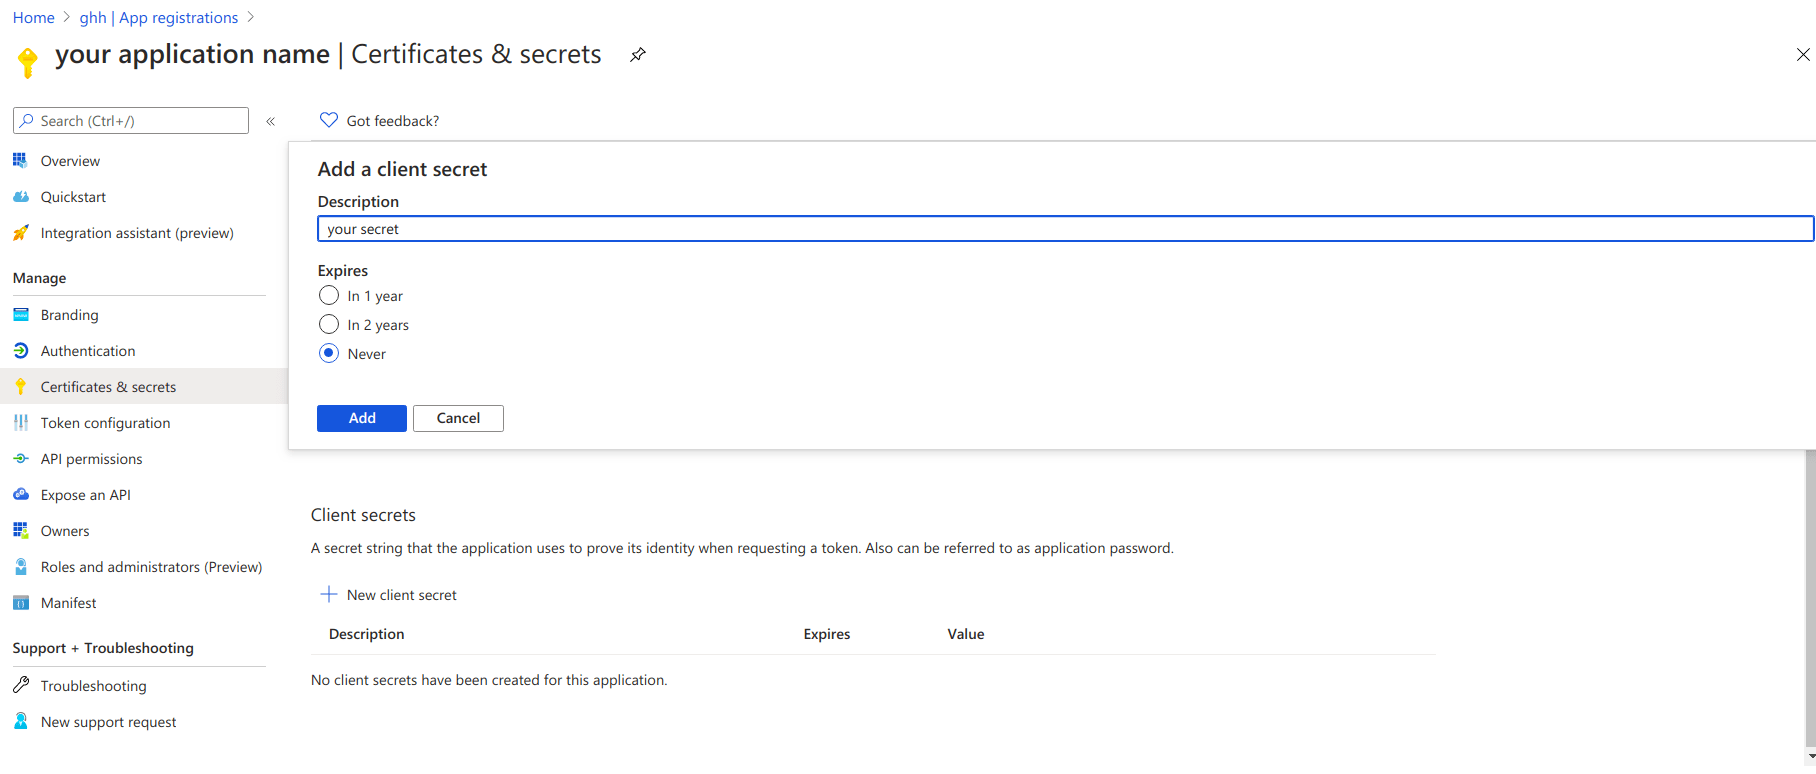 Home > ghh | App registrations >
your application name | Certificates & secrets
Search (Ctrl+/)
«
Overview
Quickstart
Integration assistant (preview)
Manage
Branding
Authentication
Certificates & secrets
Token configuration
API permissions
Expose an API
Owners
Roles and administrators (Preview)
Manifest
Support + Troubleshooting
Troubleshooting
New support request
Got feedback?
Add a client secret
Description
your secret
Expires
In 1 year
In 2 years
Never
Add Cancel
Client secrets
A secret string that the application uses to prove its identity when requesting a token. Also can be referred to as application password.
New client secret
Description Expires Value
No client secrets have been created for this application.